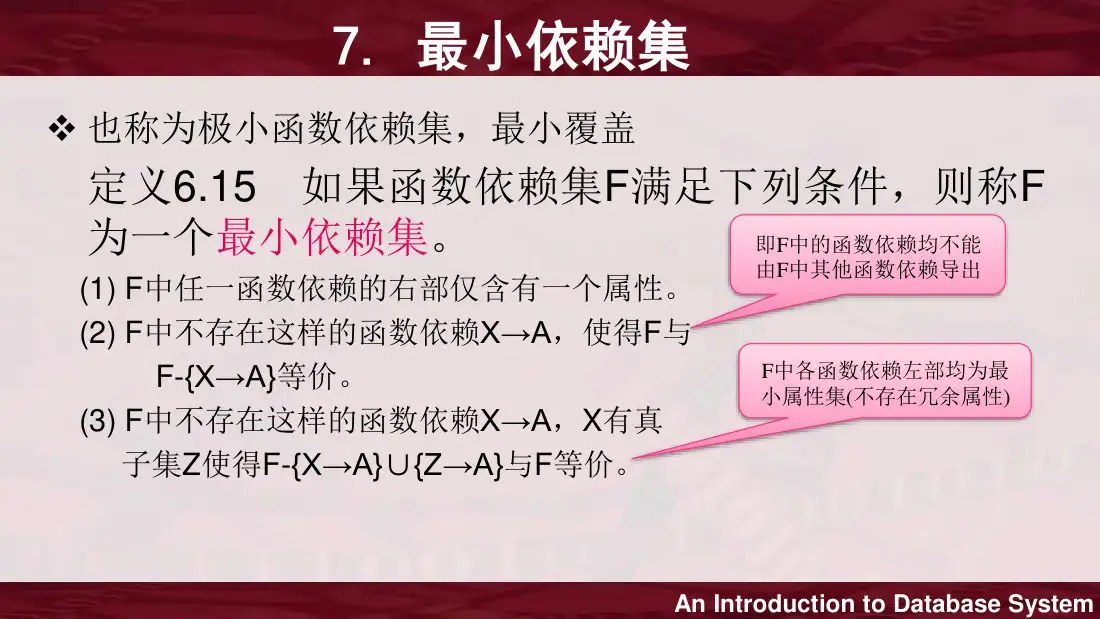 7. 最小依赖集
❖ 也称为极小函数依赖集，最小覆盖
定义6.15 如果函数依赖集F满足下列条件，则称F
为一个最小依赖集。
即F中的函数依赖均不能
由F中其他函数依赖导出
(1) F中任一函数依赖的右部仅含有一个属性。
(2) F中不存在这样的函数依赖X→A，使得F与
F-{X→A}等价。
F中各函数依赖左部均为最
小属性集(不存在冗余属性)
(3) F中不存在这样的函数依赖X→A，X有真
子集Z使得F-{X→A}∪{Z→A}与F等价。
An Introduction to Database System